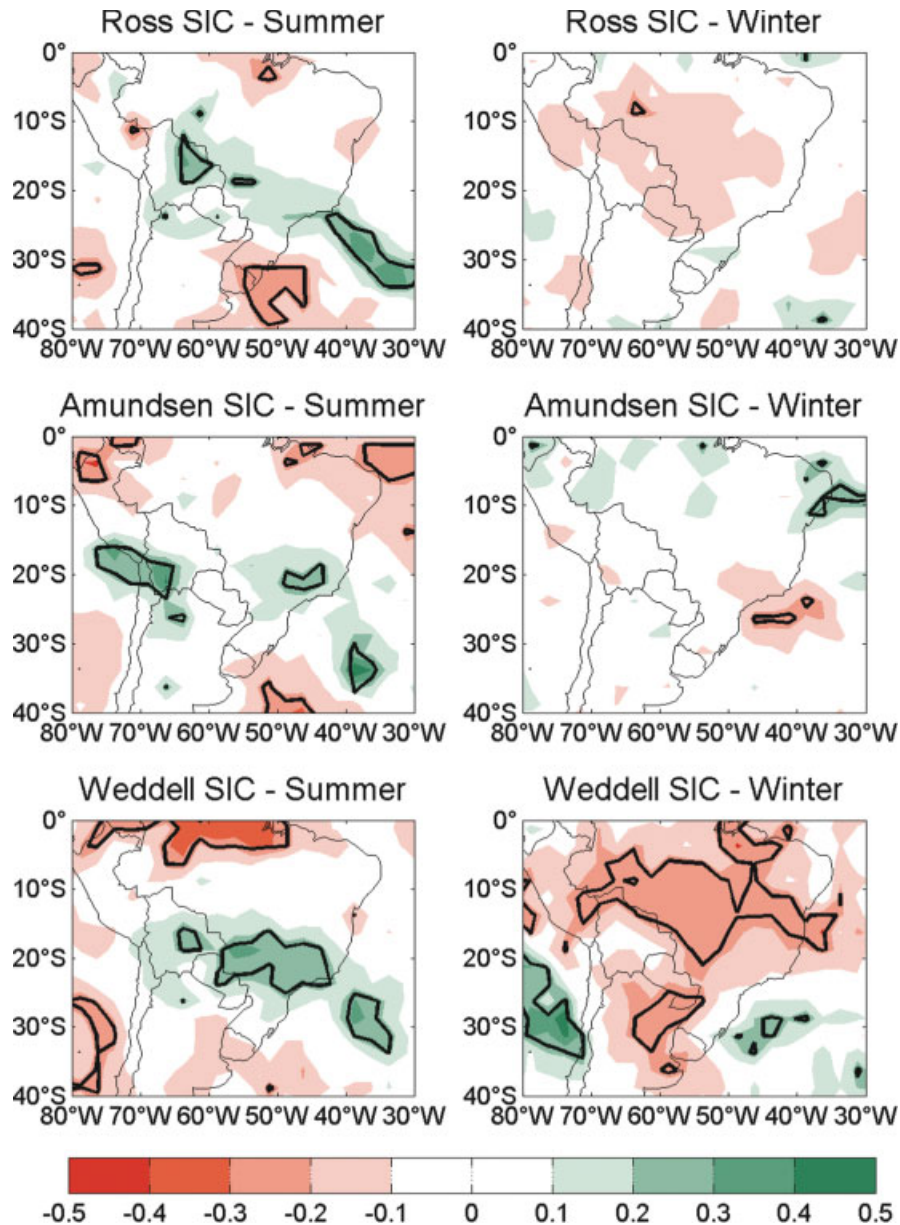 Ross SIC - Summer
Ross SIC - Winter
0°
10°S
20°S
30°S
40°S
80°W 70°W 60°W 50°W 40°W 30°W
0°
10°S
20°S
30°S
40°S
80°W 70°W 60°W 50°W 40°W 30°W
Amundsen SIC - Summer
Amundsen SIC - Winter
0°
10°S
20°S
30°S
40°S
80°W 70°W 60°W 50°W 40°W 30°W
0°
10°S
20°S
30°S
40°S
80°W 70°W 60°W 50°W 40°W 30°W
Weddell SIC - Summer
Weddell SIC - Winter
0°
10°S
20°S
30°S
40°S
80°W 70°W 60°W 50°W 40°W 30°W
0°
10°S
20°S
30°S
40°S
80°W 70°W 60°W 50°W 40°W 30°W
-0.5 -0.4 -0.3 -0.2 -0.1 0 0.1 0.2 0.3 0.4 0.5